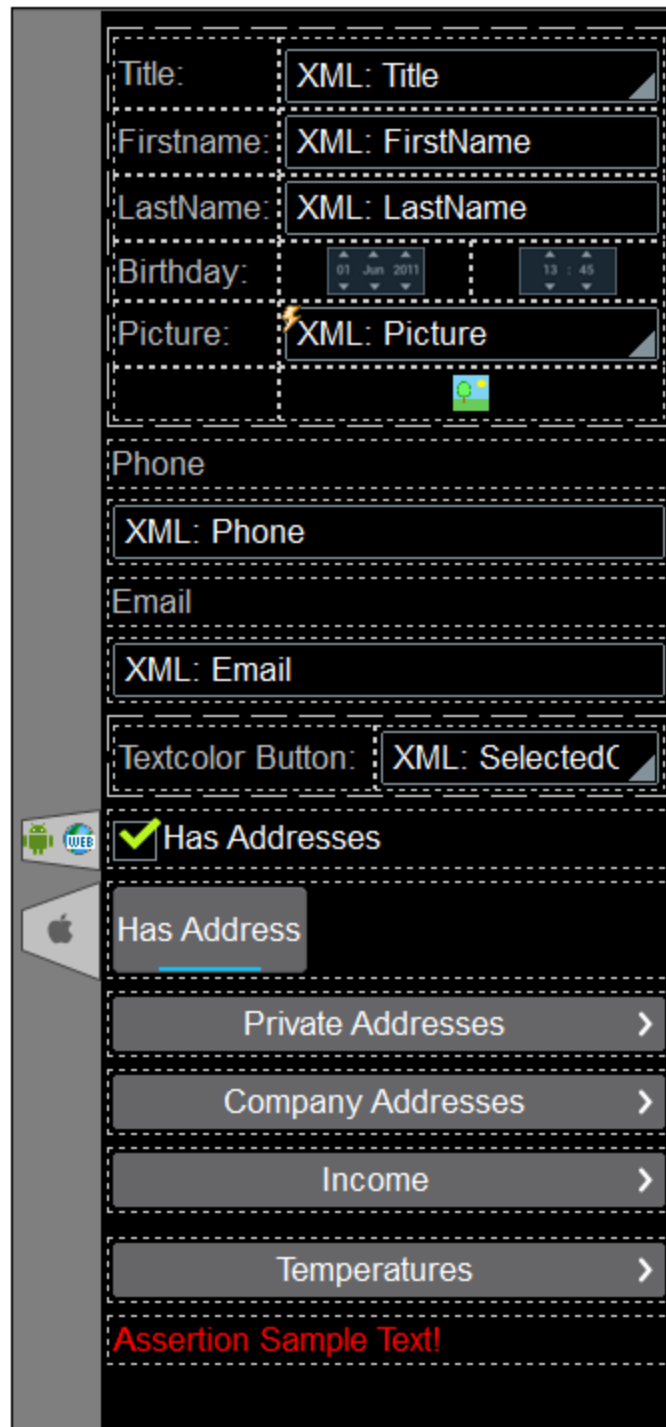 Title: XML: Title
Firstname: XML: FirstName
LastName: XML: LastName
Birthday: 01 Jun 2011 13 : 45
Picture: XML: Picture
Phone
XML: Phone
Email
XML: Email
Textcolor Button: XML: Selected
WEB Has Addresses
Has Address
Private Addresses
Company Addresses
Income
Temperatures
Assertion Sample Text!